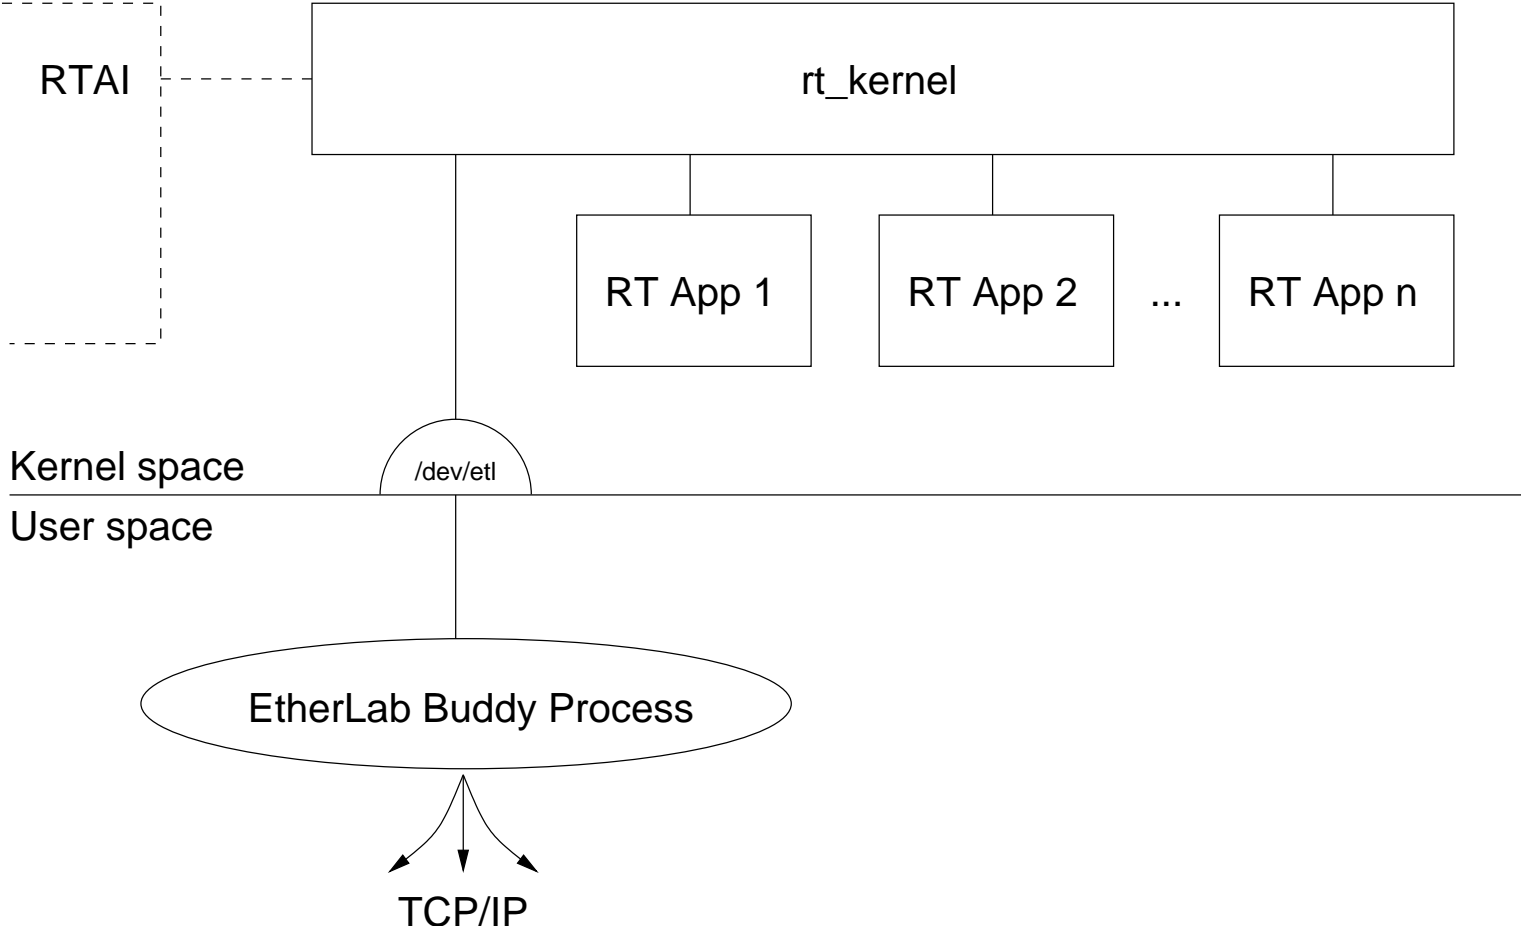 RTAI
rt_kernel
RT App 1
RT App 2
...
RT App n
Kernel space
/dev/etl
User space
EtherLab Buddy Process
TCP/IP